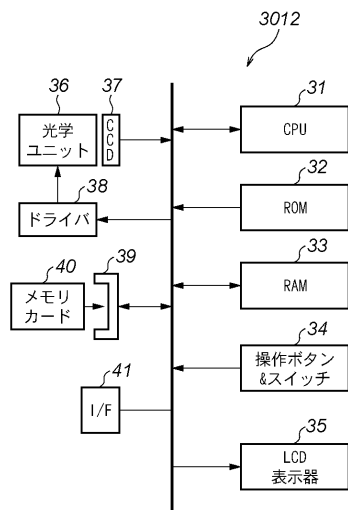 3012
36
37
31
光学
ユニット
CCD
CPU
38
32
ドライバ
ROM
39
33
40
メモリ
カード
RAM
34
操作ボタン
&スイッチ
41
I/F
35
LCD
表示器